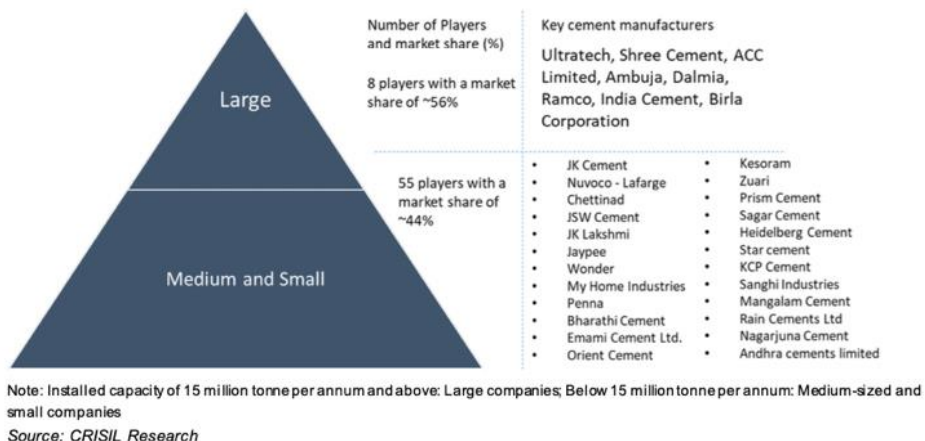 Large
Medium and Small
Number of Players
and market share (%)
8 players with a market
share of ~56%
Key cement manufacturers
Ultratech, Shree Cement, ACC
Limited, Ambuja, Dalmia,
Ramco, India Cement, Birla
Corporation
55 players with a
market share of
~44%
• JK Cement
• Nuvoco - Lafarge
• Chettinad
• JSW Cement
• JK Lakshmi
• Jaypee
• Wonder
• My Home Industries
• Penna
• Bharathi Cement
• Emami Cement Ltd.
• Orient Cement
• Kesoram
• Zuari
• Prism Cement
• Sagar Cement
• Heidelberg Cement
• Star cement
• KCP Cement
• Sanghi Industries
• Mangalam Cement
• Rain Cements Ltd
• Nagarjuna Cement
• Andhra cements limited
Note: Installed capacity of 15 million tonne per annum and above: Large companies; Below 15 million tonne per annum: Medium-sized and
small companies
Source: CRISIL Research